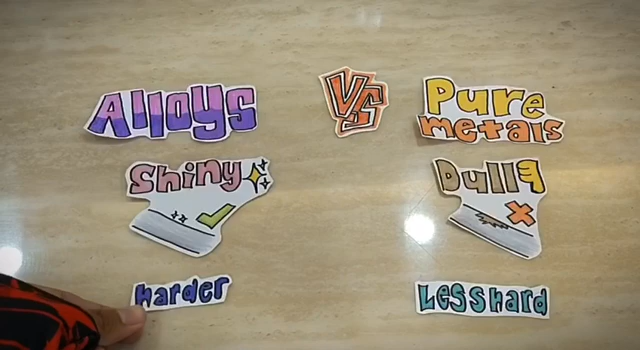 Alloys
VS
Pure
metals
Shiny
Dull
harder
Less hard